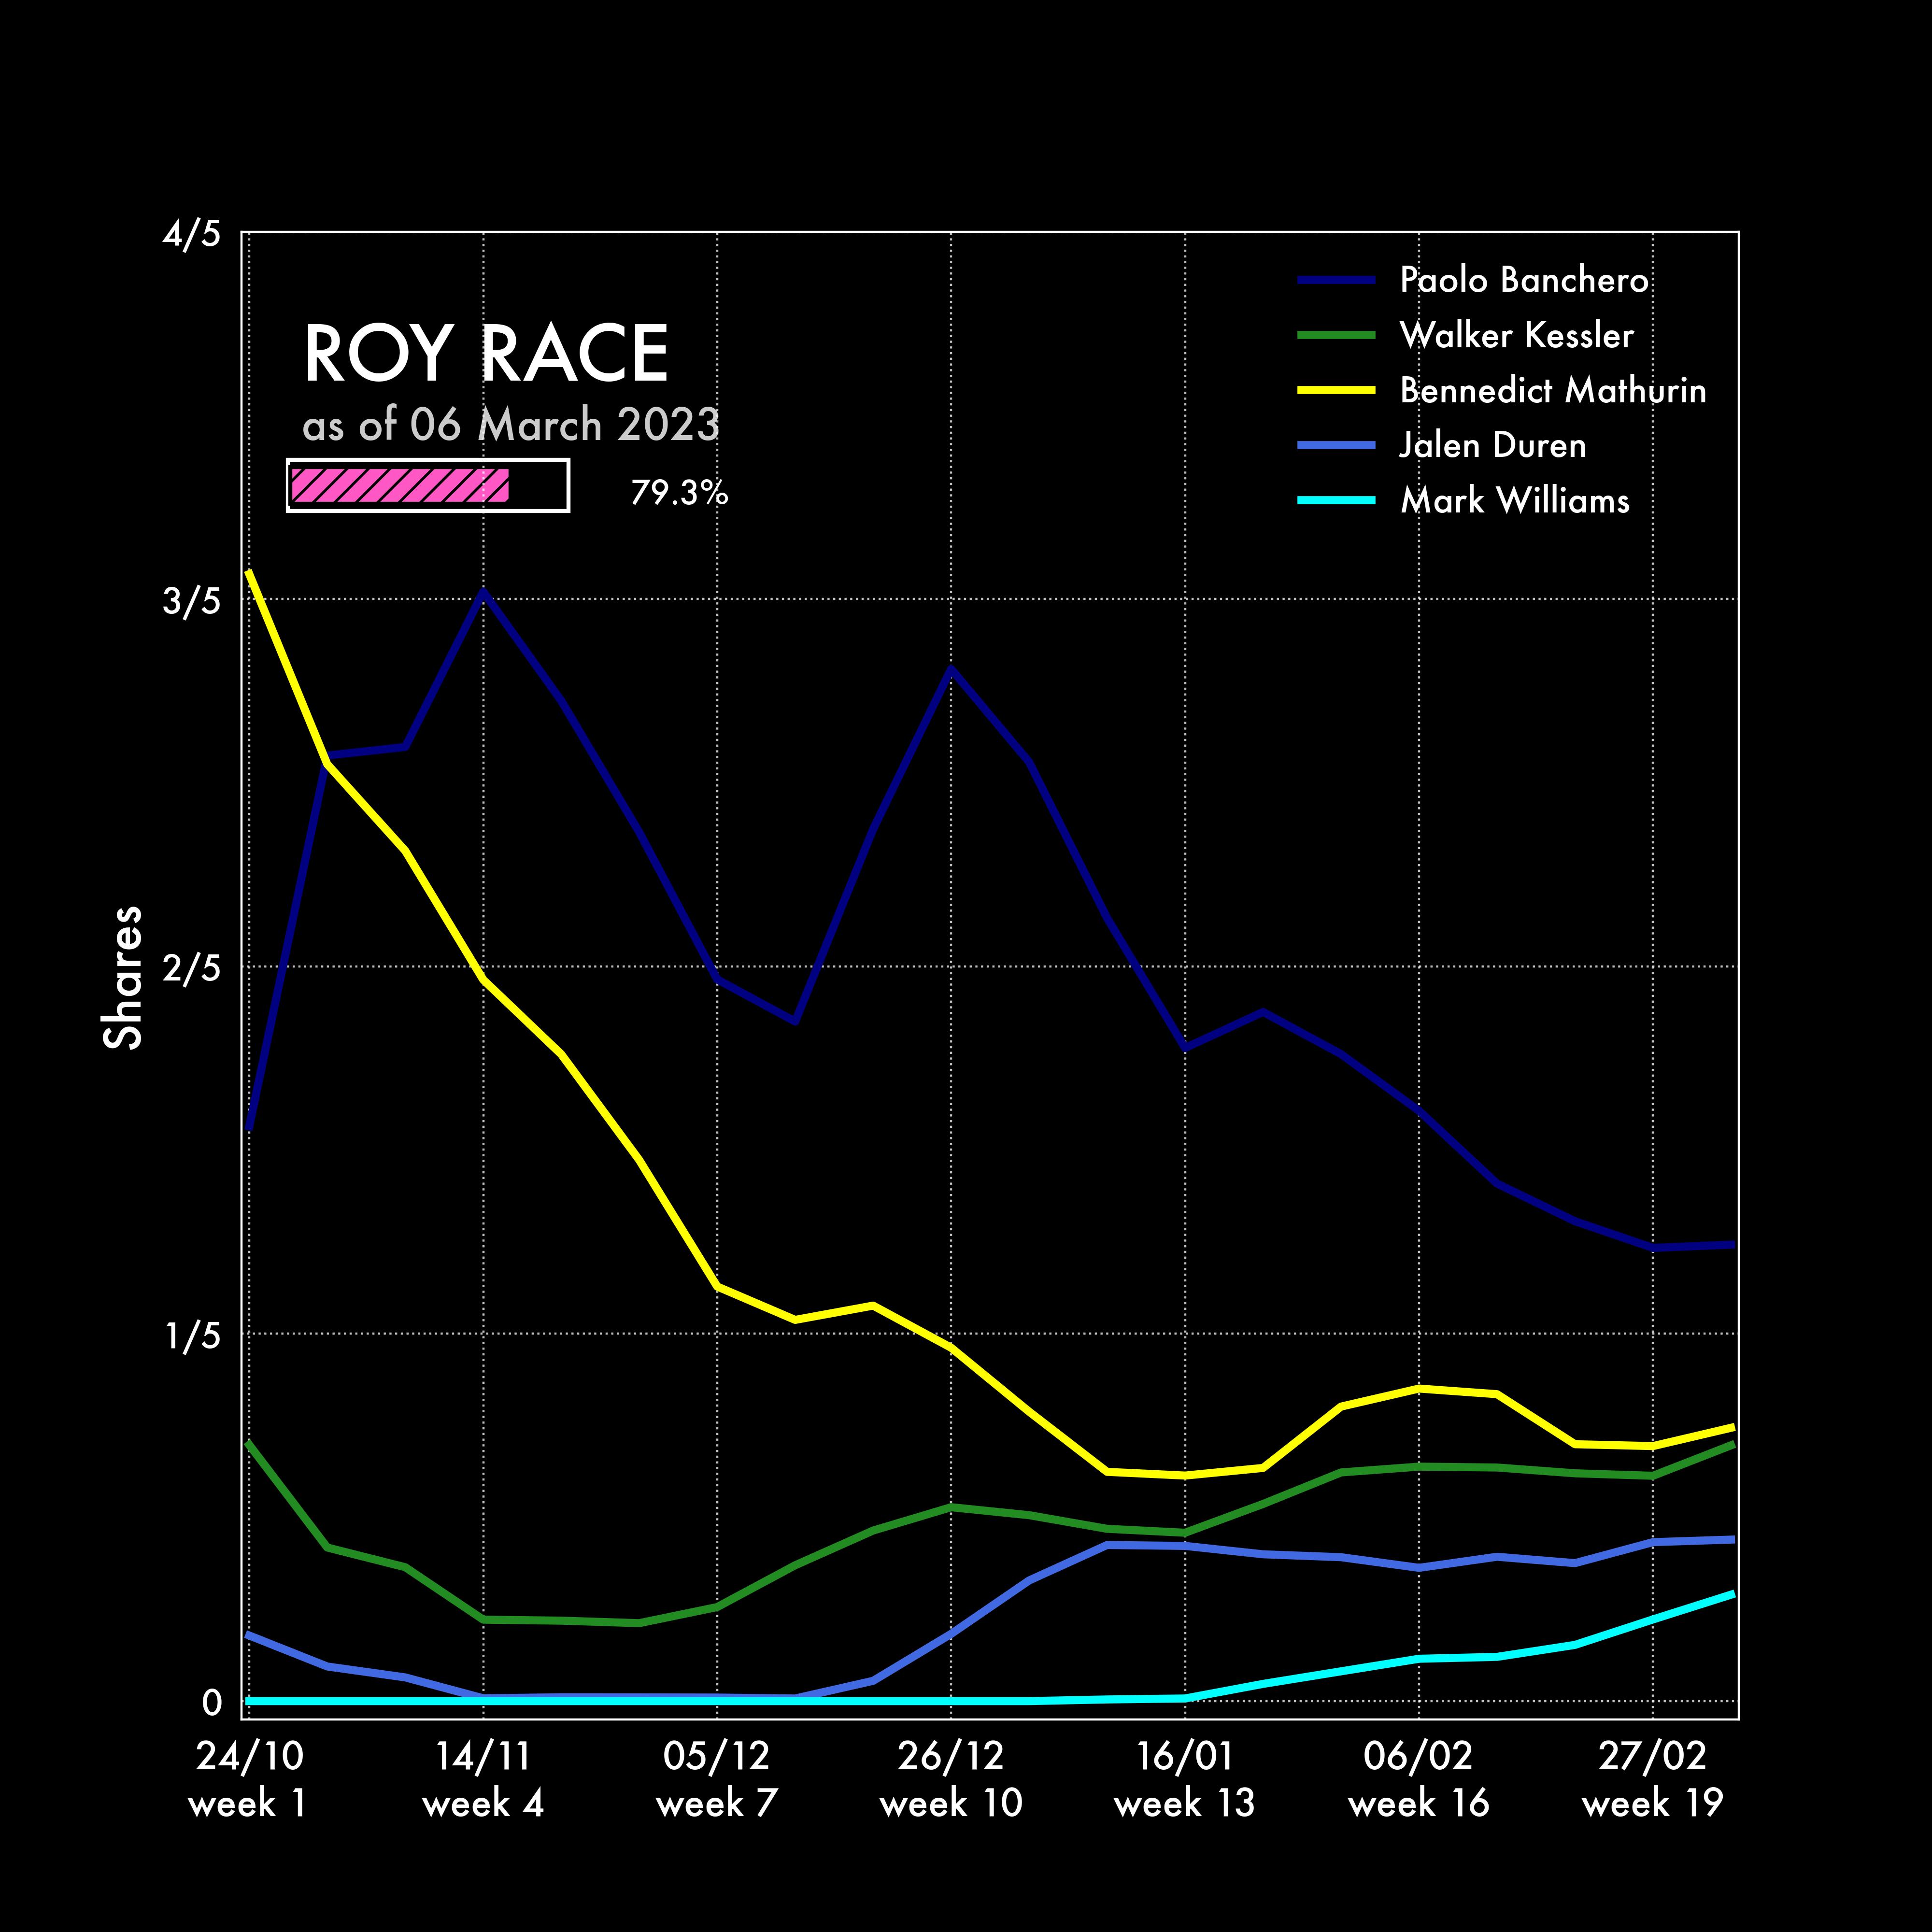 ROY RACE
as of 06 March 2023
79.3%
Paolo Banchero
Walker Kessler
Bennedict Mathurin
Jalen Duren
Mark Williams
Shares
4/5
3/5
2/5
1/5
0
24/10 14/11 05/12 26/12 16/01 06/02 27/02
week 1 week 4 week 7 week 10 week 13 week 16 week 19